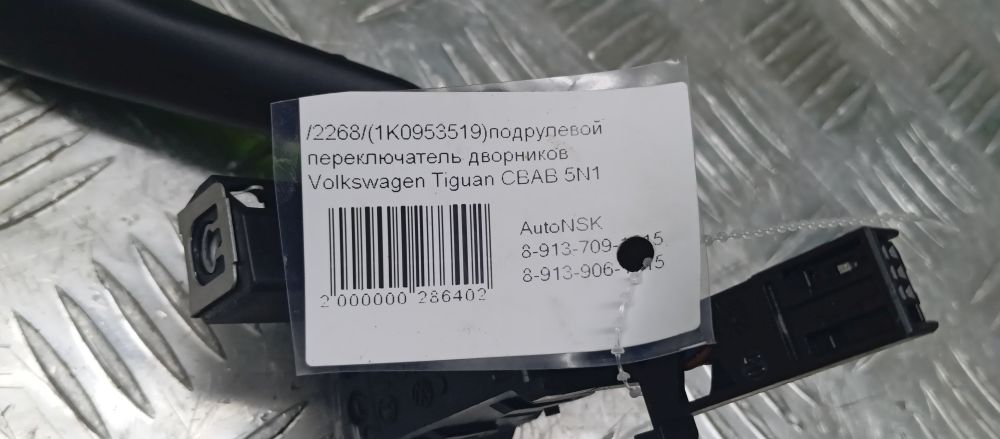 /2268/(1K0953519)подрулевой
переключатель дворников
Volkswagen Tiguan CBAB 5N1
AutoNSK
2 000000 286402